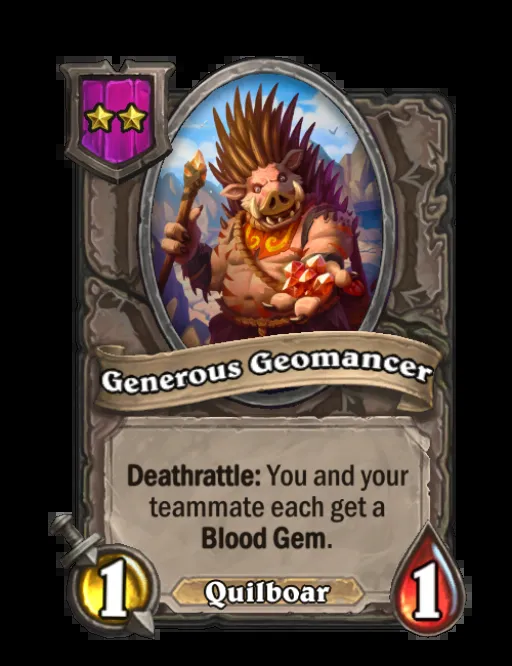 Generous Geomancer
Deathrattle: You and your
teammate each get a
Blood Gem.
1
Quilboar
1